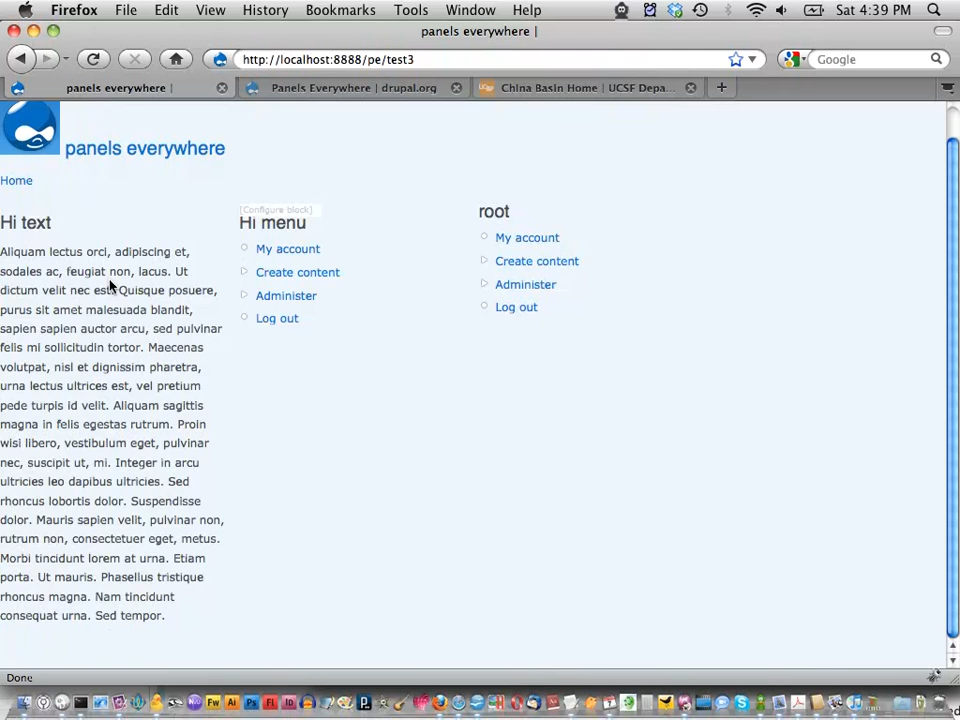 Firefox File Edit View History Bookmarks Tools Window Help Sat 4:39 PM
panels everywhere |
http://localhost:8888/pe/test3 Google
panels everywhere | Panels Everywhere | drupal.org China Basin Home | UCSF Depa...
panels everywhere
Home
Hi text
Aliquam lectus orci, adipiscing et,
sodales ac, feugiat non, lacus. Ut
dictum velit nec est. Quisque posuere,
purus sit amet malesuada blandit,
sapien sapien auctor arcu, sed pulvinar
felis mi sollicitudin tortor. Maecenas
volutpat, nisl et dignissim pharetra,
urna lectus ultrices est, vel pretium
pede turpis id velit. Aliquam sagittis
magna in felis egestas rutrum. Proin
wisi libero, vestibulum eget, pulvinar
nec, suscipit ut, mi. Integer in arcu
ultricies leo dapibus ultricies. Sed
rhoncus lobortis dolor. Suspendisse
dolor. Mauris sapien velit, pulvinar non,
rutrum non, consectetuer eget, metus.
Morbi tincidunt lorem at urna. Etiam
porta. Ut mauris. Phasellus tristique
rhoncus magna. Nam tincidunt
consequat urna. Sed tempor.
[Configure block]
Hi menu
My account
Create content
Administer
Log out
root
My account
Create content
Administer
Log out
Done
Fw Ai Ps Fl Id